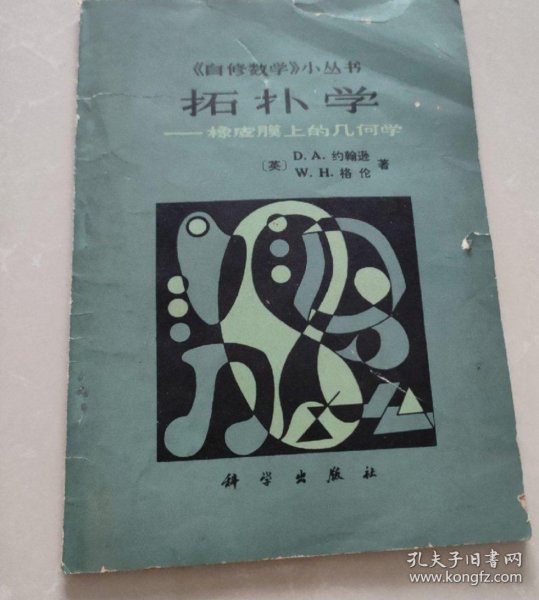 《自修数学》小丛书
拓扑学
——橡皮膜上的几何学
〔英〕D. A. 约翰逊
W. H. 格伦 著
科学出版社
孔夫子旧书网
www.kongfz.com